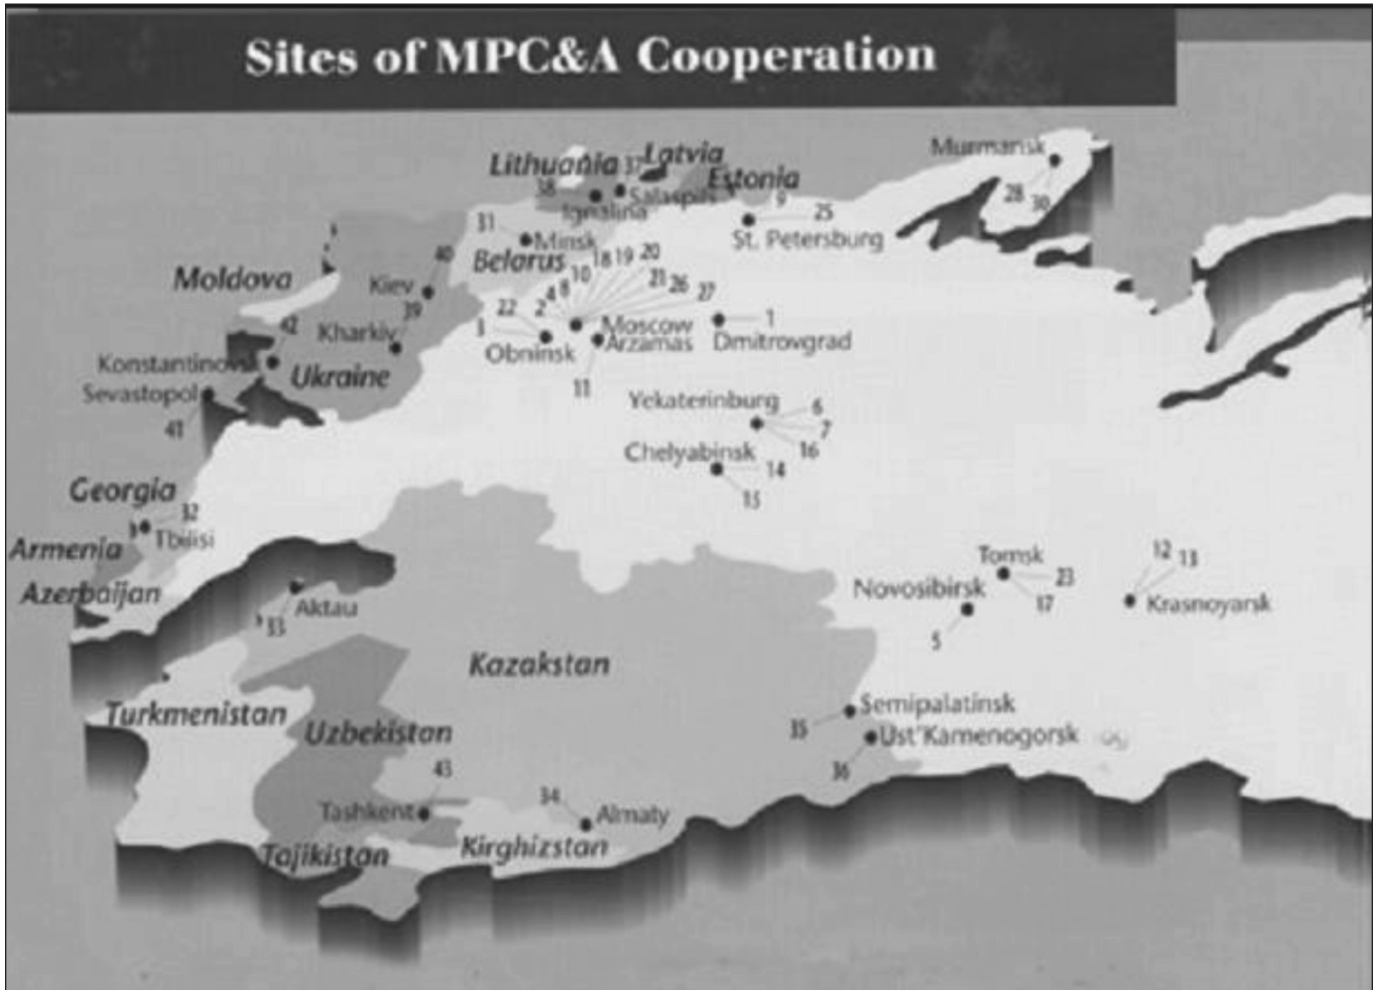 Sites of MPC&A Cooperation
Murmansk
28
30
Lithuania
37
Latvia
38
Salaspils
Estonia
Ignalina
9
25
St. Petersburg
31
Minsk
Belarus
40
Kiev
Moldova
39
Kharkiv
42
Konstantinovsk
Ukraine
Sevastopol
41
22
2
4
8
10
18
19
20
21
26
27
3
Obninsk
Moscow
Arzamas
11
1
Dmitrovgrad
Yekaterinburg
6
7
16
Chelyabinsk
14
15
Georgia
32
Tbilisi
Armenia
Azerbaijan
Aktau
33
Tomsk
23
17
Novosibirsk
5
12
13
Krasnoyarsk
Kazakstan
Turkmenistan
Uzbekistan
Semipalatinsk
35
Ust'Kamenogorsk
36
43
Tashkent
34
Almaty
Tajikistan
Kirghizstan